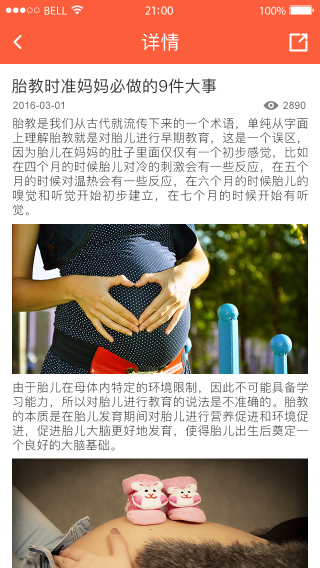 BELL 21:00 100%
详情
胎教时准妈妈必做的9件大事
2016-03-01 2890
胎教是我们从古代就流传下来的一个术语，单纯从字面
上理解胎教就是对胎儿进行早期教育，这是一个误区，
因为胎儿在妈妈的肚子里面仅仅有一个初步感觉，比如
在四个月的时候胎儿对冷的刺激会有一些反应，在五个
月的时候对温热会有一些反应，在六个月的时候胎儿的
嗅觉和听觉开始初步建立，在七个月的时候开始有听
觉。
由于胎儿在母体内特定的环境限制，因此不可能具备学
习能力，所以对胎儿进行教育的说法是不准确的。胎教
的本质是在胎儿发育期间对胎儿进行营养促进和环境促
进，促进胎儿大脑更好地发育，使得胎儿出生后奠定一
个良好的大脑基础。